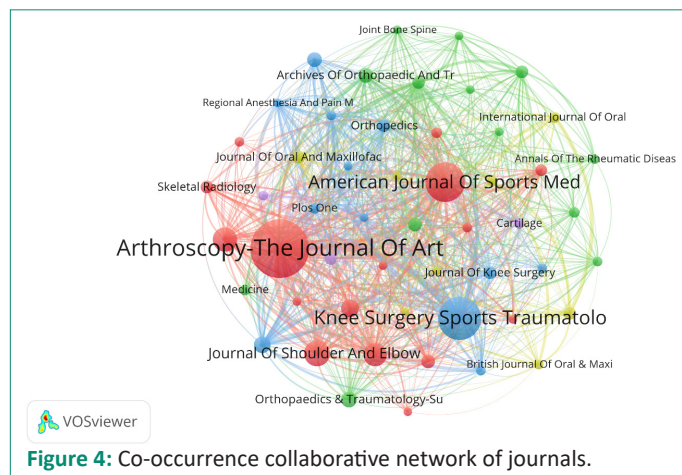 Joint Bone Spine
Archives Of Orthopaedic And Tr
Regional Anesthesia And Pain M
International Journal Of Oral
Orthopedics
Journal Of Oral And Maxillofac
Annals Of The Rheumatic Diseas
Skeletal Radiology
American Journal Of Sports Med
Plos One
Cartilage
Arthroscopy-The Journal Of Art
Journal Of Knee Surgery
Medicine
Knee Surgery Sports Traumatolo
Journal Of Shoulder And Elbow
British Journal Of Oral & Maxi
Orthopaedics & Traumatology-Su
VOSviewer
Figure 4: Co-occurrence collaborative network of journals.